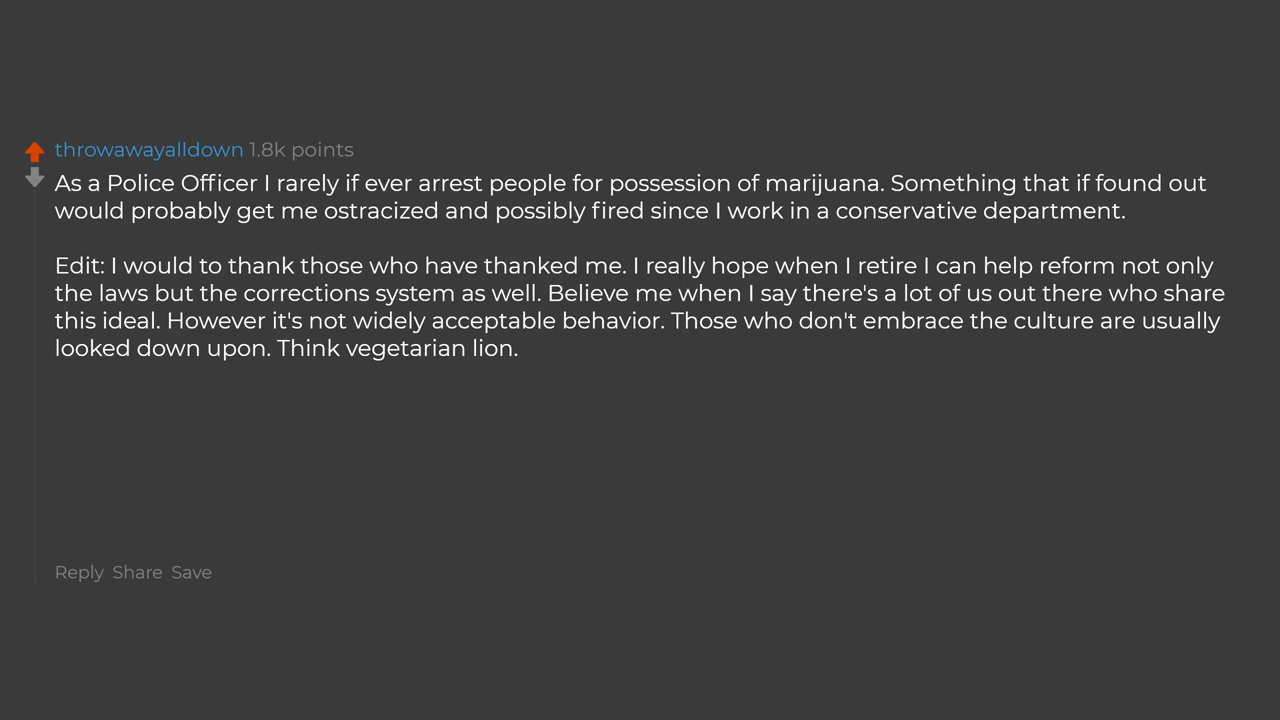 throwawayalldown 1.8k points
As a Police Officer I rarely if ever arrest people for possession of marijuana. Something that if found out
would probably get me ostracized and possibly fired since I work in a conservative department.
Edit: I would to thank those who have thanked me. I really hope when I retire I can help reform not only
the laws but the corrections system as well. Believe me when I say there's a lot of us out there who share
this ideal. However it's not widely acceptable behavior. Those who don't embrace the culture are usually
looked down upon. Think vegetarian lion.
Reply Share Save